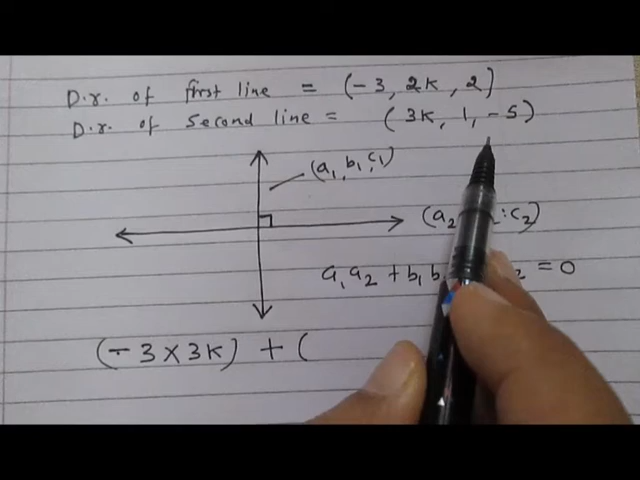 D.r. of first line = (-3, 2K, 2)
D.r. of Second line = (3K, 1, -5)
(a₁, b₁, c₁)
(a₂ : c₂)
a₁a₂ + b₁b ₂ = 0
(-3×3K) + (